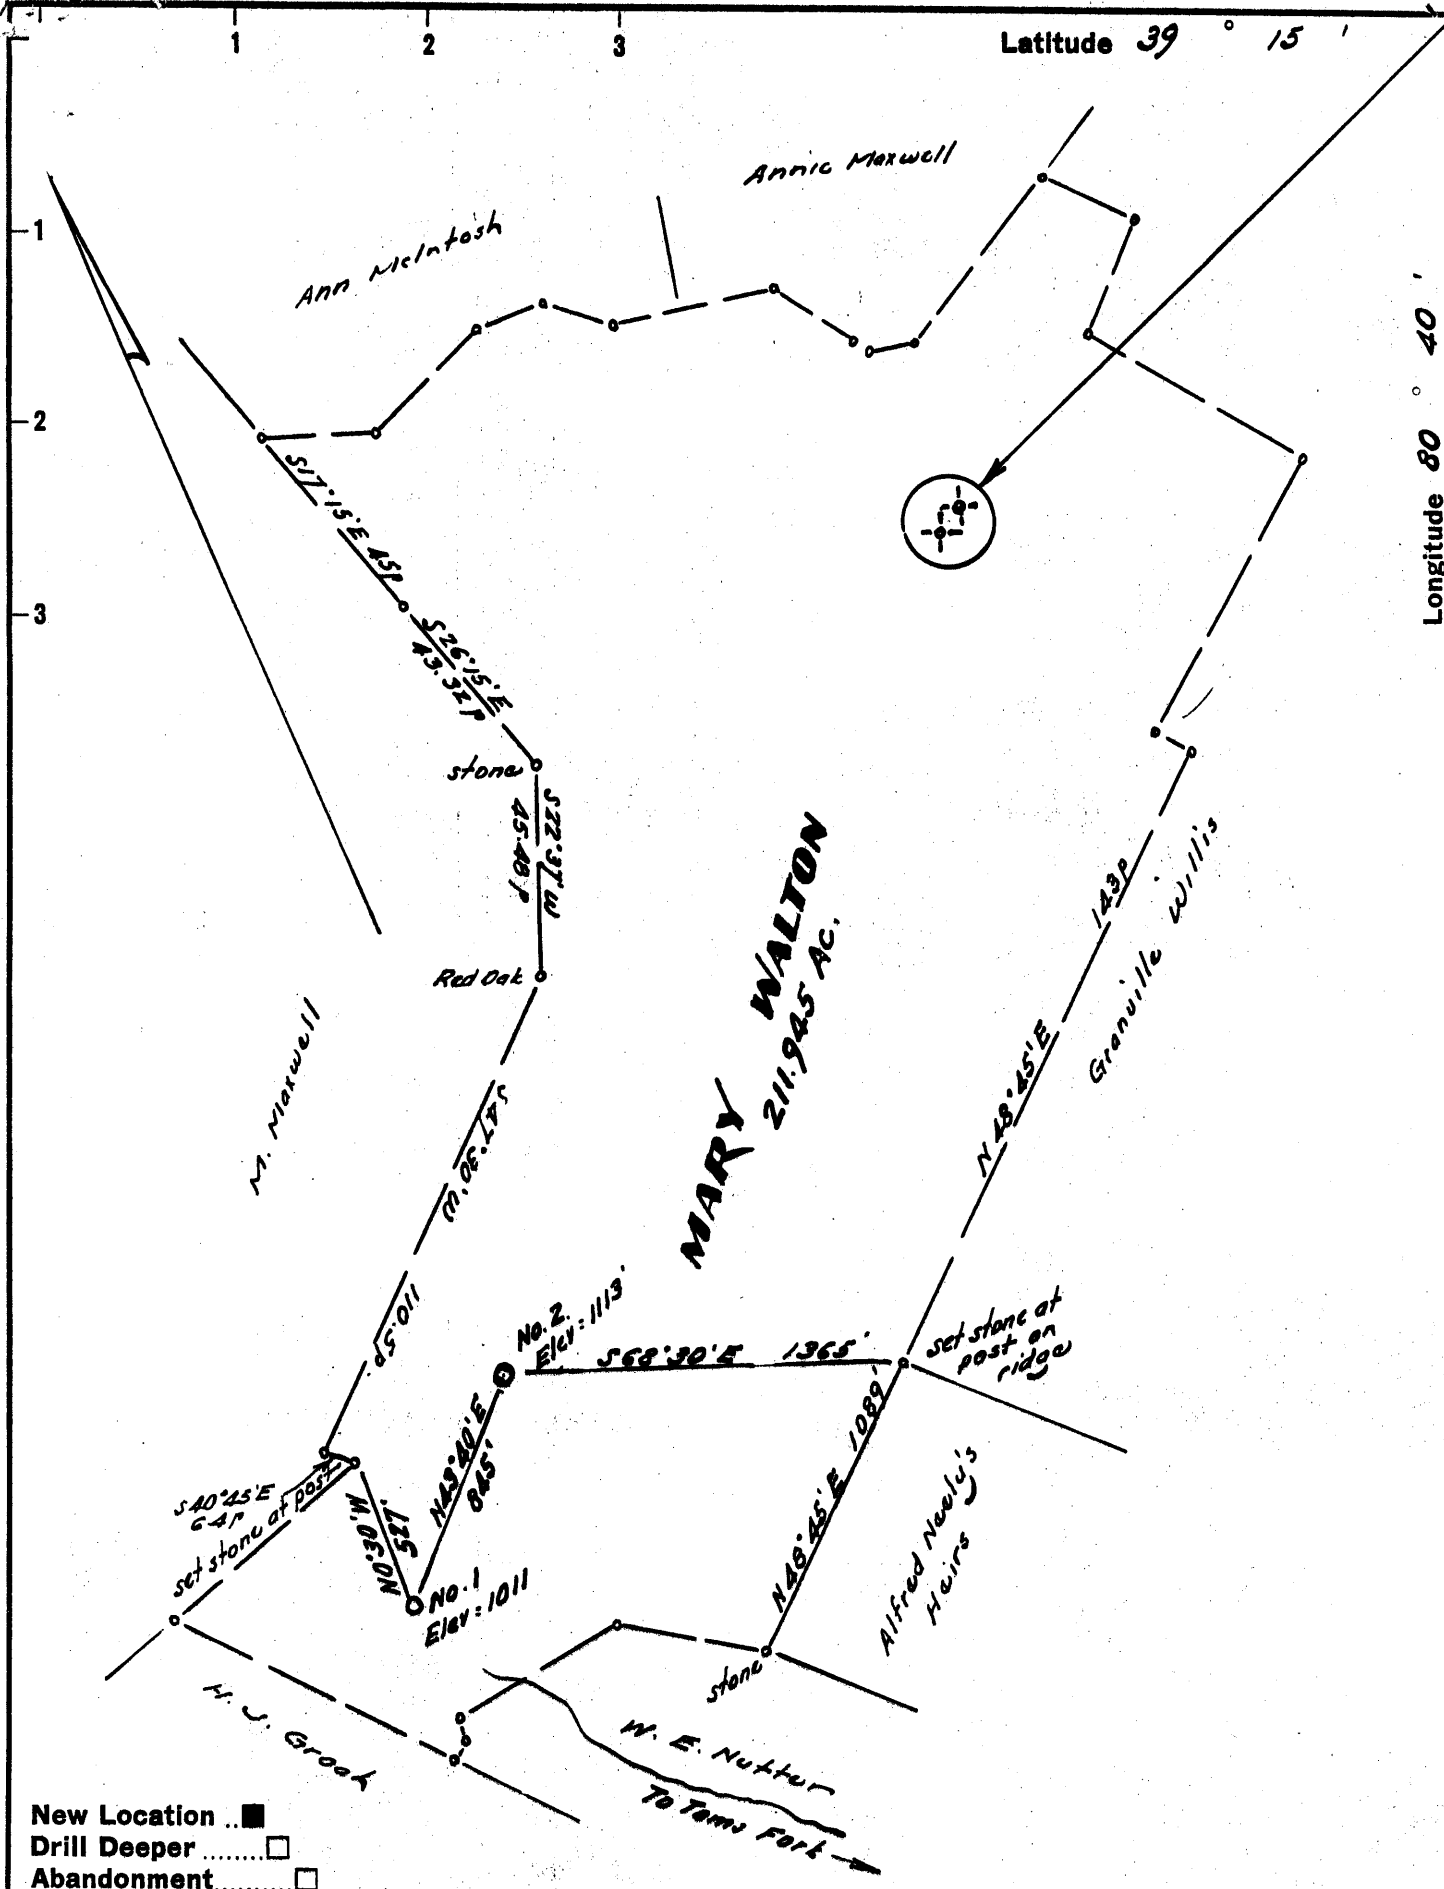 1 2 3
Latitude 39 ° 15 '
1
2
3
Longitude 80 ° 40 '
Annie Maxwell
Ann McIntosh
S17°15'E 45P
S26°15'E
43.32P
stone
S22°37'W
45.48P
Red Oak
M. Maxwell
S47°30'W
110.5P.
MARY WALTON
211.945 AC.
143P
N48°45'E
Granville Willis
No. 2.
Elev: 1113'
S68°30'E 1365'
set stone at
post on
ridge
N43°40'E
845'
N48°45'E 1089'
S40°45'E
6.4P
set stone at post
N0°30'W
527'
No. 1
Elev: 1011
Alfred Neely's
Heirs
stone
H. J. Groah
W. E. Nutter
To Toms Fork
New Location ..■
Drill Deeper ........□
Abandonment.........□